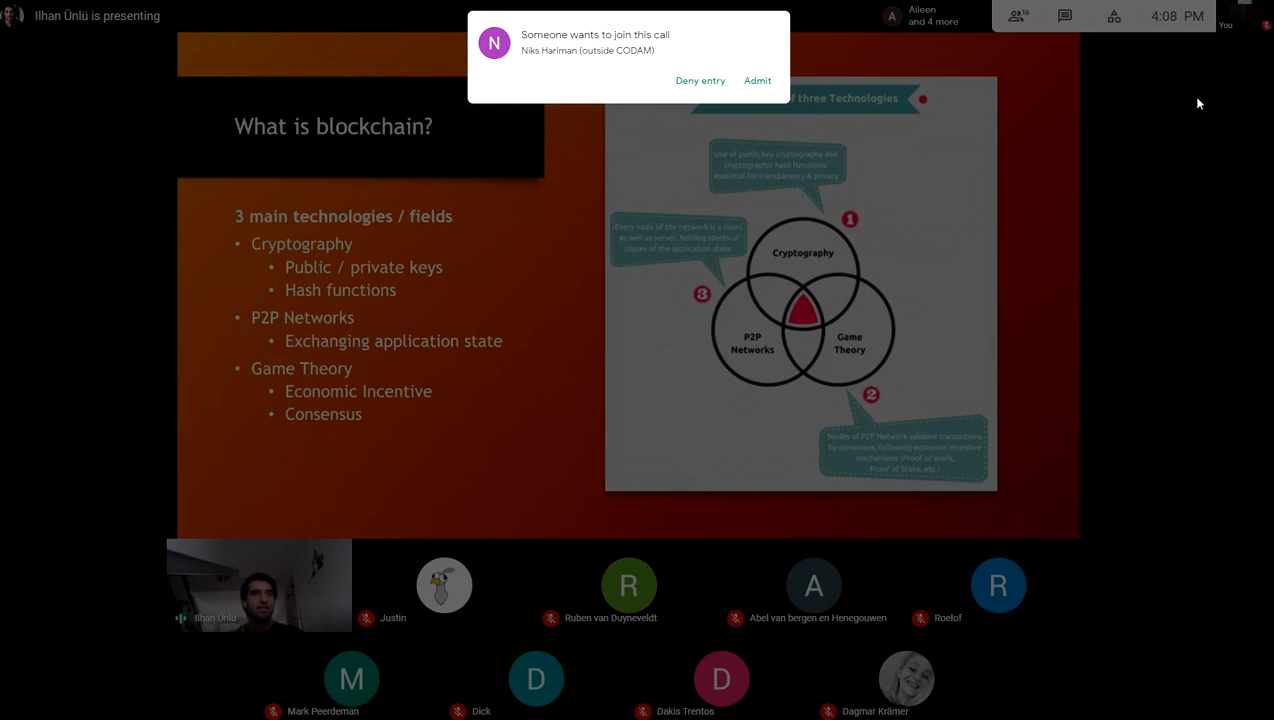 Ilhan Ünlü is presenting
Someone wants to join this call
Niks Hariman (outside CODAM)
Deny entry
Admit
N
A
Aileen
and 4 more
16
4:08 PM
You
What is blockchain?
3 main technologies / fields
• Cryptography
• Public / private keys
• Hash functions
• P2P Networks
• Exchanging application state
• Game Theory
• Economic Incentive
• Consensus
of three Technologies
Use of public key cryptography and
cryptographic hash functions:
essential for transparency & privacy
1
Every node of the network is a client
as well as server, holding identical
copies of the application state
Cryptography
3
P2P
Networks
Game
Theory
2
Nodes of P2P Network validate transactions
by consensus, following economic incentive
mechanisms (Proof of Work,
Proof of Stake, etc.)
Ilhan Ünlü
Justin
R
Ruben van Duyneveldt
A
Abel van bergen en Henegouwen
R
Roelof
M
Mark Peerdeman
D
Dick
D
Dakis Trentos
Dagmar Krämer